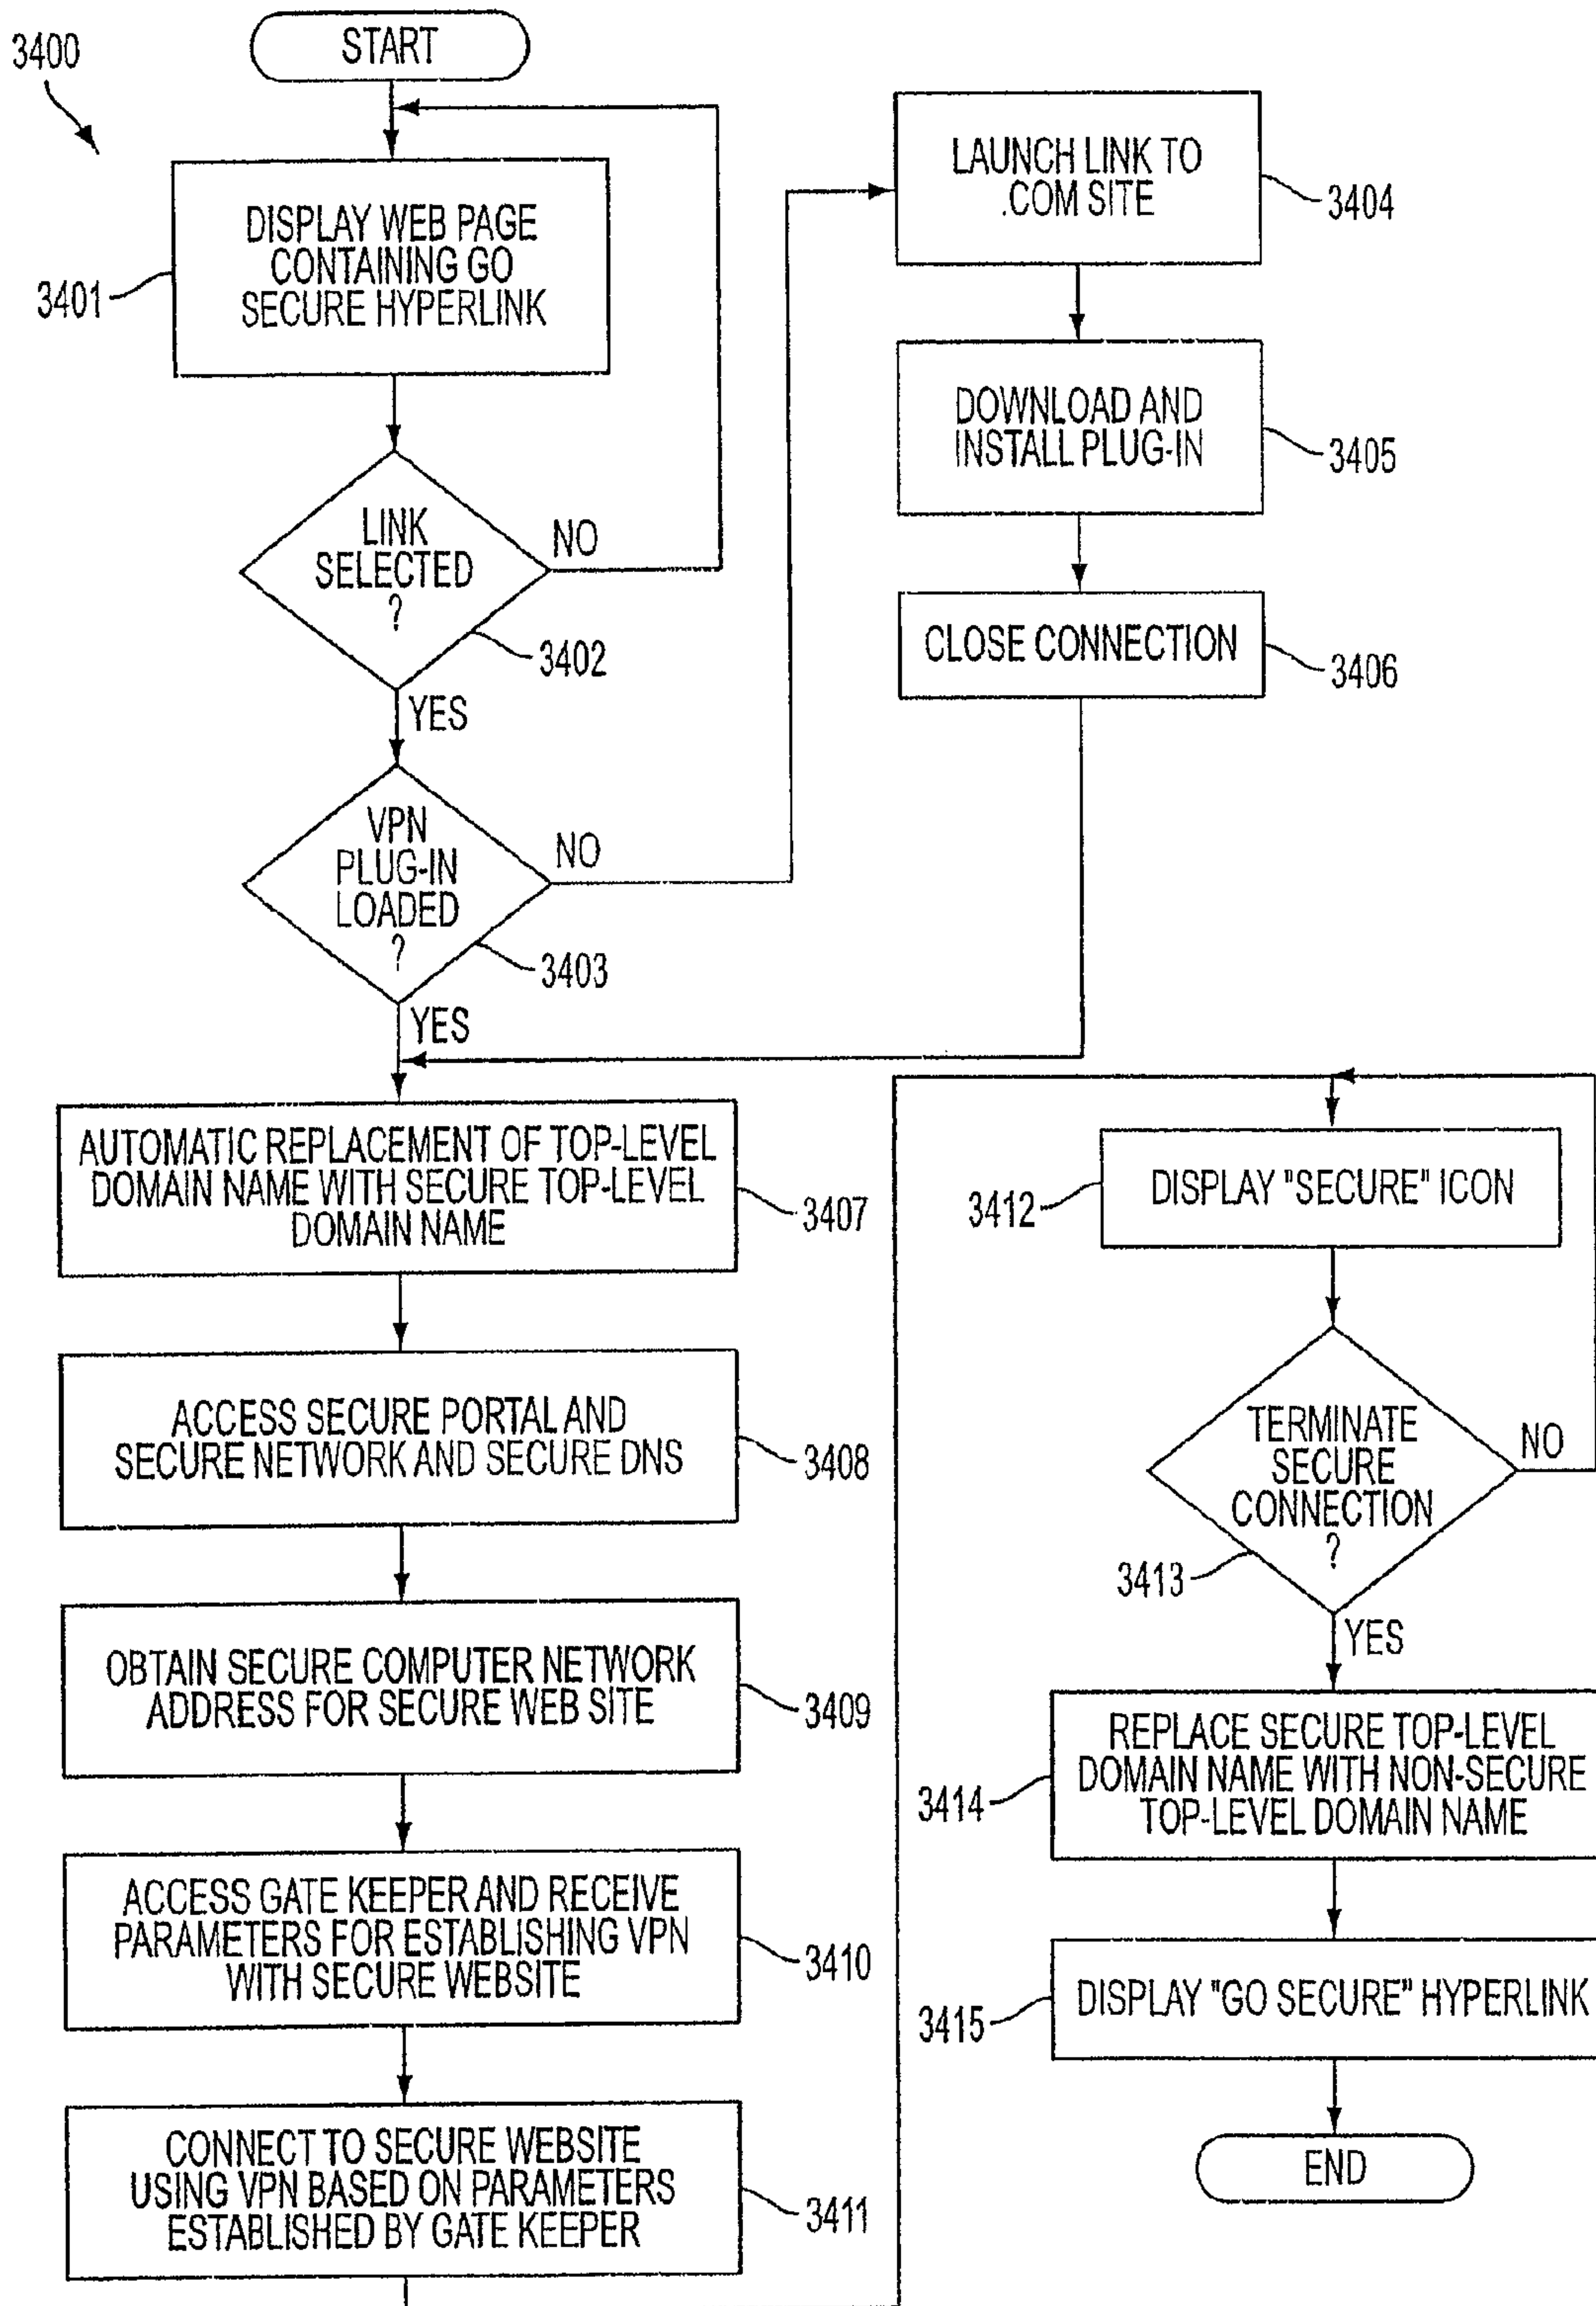 3400
START
DISPLAY WEB PAGE
CONTAINING GO
SECURE HYPERLINK
3401
LINK
SELECTED
?
NO
3402
YES
VPN
PLUG-IN
LOADED
?
NO
3403
YES
LAUNCH LINK TO
.COM SITE
3404
DOWNLOAD AND
INSTALL PLUG-IN
3405
CLOSE CONNECTION
3406
AUTOMATIC REPLACEMENT OF TOP-LEVEL
DOMAIN NAME WITH SECURE TOP-LEVEL
DOMAIN NAME
3407
ACCESS SECURE PORTAL AND
SECURE NETWORK AND SECURE DNS
3408
OBTAIN SECURE COMPUTER NETWORK
ADDRESS FOR SECURE WEB SITE
3409
ACCESS GATE KEEPER AND RECEIVE
PARAMETERS FOR ESTABLISHING VPN
WITH SECURE WEBSITE
3410
CONNECT TO SECURE WEBSITE
USING VPN BASED ON PARAMETERS
ESTABLISHED BY GATE KEEPER
3411
DISPLAY "SECURE" ICON
3412
TERMINATE
SECURE
CONNECTION
?
NO
3413
YES
REPLACE SECURE TOP-LEVEL
DOMAIN NAME WITH NON-SECURE
TOP-LEVEL DOMAIN NAME
3414
DISPLAY "GO SECURE" HYPERLINK
3415
END